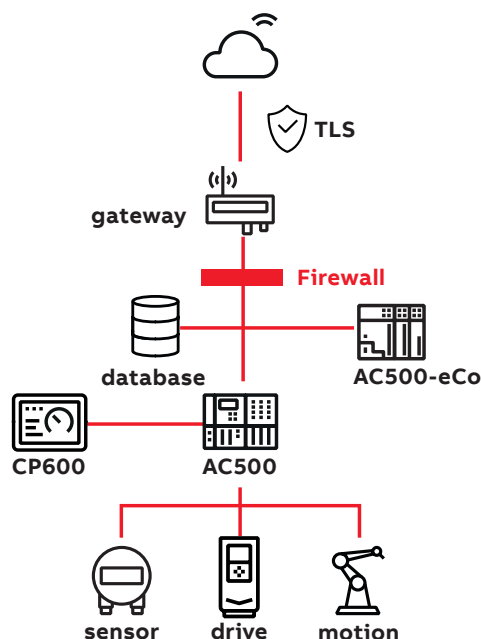 TLS
gateway
Firewall
database
AC500-eCo
CP600
AC500
sensor
drive
motion